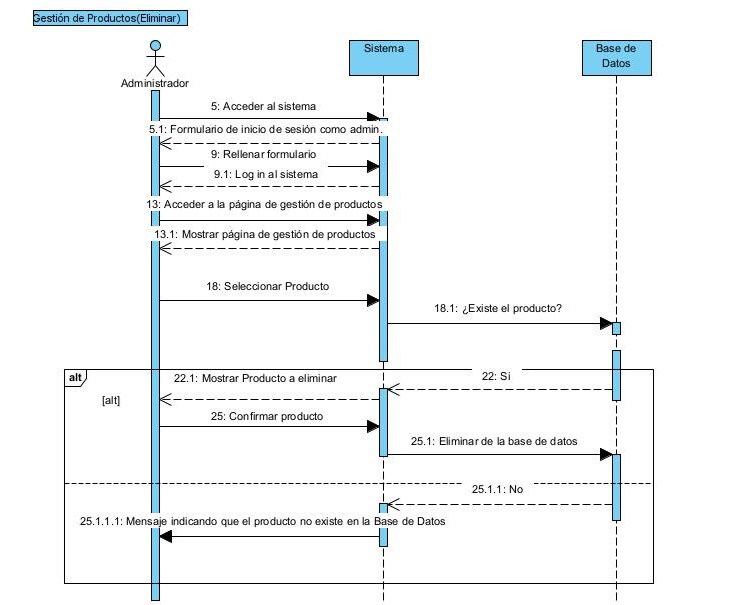 Gestión de Productos(Eliminar)
Sistema
Base de
Datos
Administrador
5: Acceder al sistema
5.1: Formulario de inicio de sesión como admin.
9: Rellenar formulario
9.1: Log in al sistema
13: Acceder a la página de gestión de productos
13.1: Mostrar página de gestión de productos
18: Seleccionar Producto
18.1: ¿Existe el producto?
alt
22.1: Mostrar Producto a eliminar
22: Si
[alt]
25: Confirmar producto
25.1: Eliminar de la base de datos
25.1.1: No
25.1.1.1: Mensaje indicando que el producto no existe en la Base de Datos